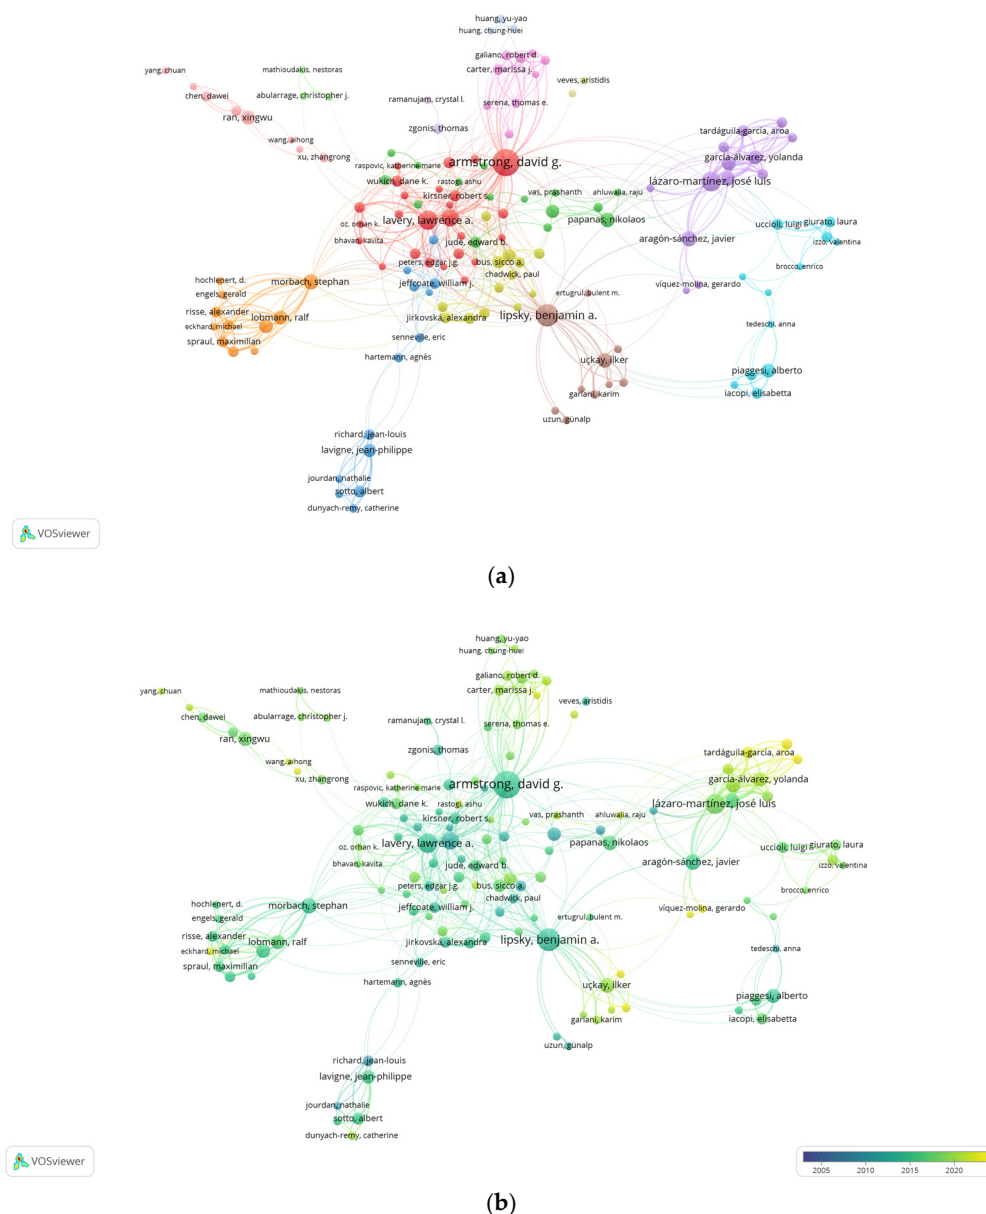 huang, yu-yao
huang, chung-huei
galiano, robert d.
carter, marissa j.
yang, chuan
mathioudakis, nestoras
veves, aristidis
chen, dawei
abularrage, christopher j.
ramanujam, crystal l.
serena, thomas e.
ran, xingwu
zgonis, thomas
tardáguila-garcía, aroa
wang, aihong
xu, zhangrong
armstrong, david g.
garcía-álvarez, yolanda
raspovic, katherine marie
wukich, dane k.
rastog, ashu
kirsner, robert s.
lázaro-martínez, josé luis
vas, prashanth
ahluwalia, raju
oz, orhan k.
lavery, lawrence a.
papanas, nikolaos
uccioli, luigi
giurato, laura
bhavan, kavita
jude, edward b.
aragón-sánchez, javier
izzo, valentina
peters, edgar j.g.
bus, sicco a.
brocco, enrico
hochlenert, d.
morbach, stephan
jeffcoate, william j.
chadwick, paul
engels, gerald
ertugrul, bulent m.
víquez-molina, gerardo
risse, alexander
lobmann, ralf
jirkovská, alexandra
lipsky, benjamin a.
eckhard, michael
tedeschi, anna
spraul, maximilian
senneville, eric
hartemann, agnès
uçkay, ilker
piaggesi, alberto
gariani, karim
iacopi, elisabetta
uzun, günalp
richard, jean-louis
lavigne, jean-philippe
jourdan, nathalie
sotto, albert
dunyach-remy, catherine
VOSviewer
(a)
huang, yu-yao
huang, chung-huei
galiano, robert d.
carter, marissa j.
yang, chuan
mathioudakis, nestoras
veves, aristidis
chen, dawei
abularrage, christopher j.
ramanujam, crystal l.
serena, thomas e.
ran, xingwu
zgonis, thomas
tardáguila-garcía, aroa
wang, aihong
xu, zhangrong
armstrong, david g.
garcía-álvarez, yolanda
raspovic, katherine marie
wukich, dane k.
rastogi, ashu
kirsner, robert s.
lázaro-martínez, josé luis
vas, prashanth
ahluwalia, raju
oz, orhan k.
lavery, lawrence a.
papanas, nikolaos
uccioli, luigi
giurato, laura
bhavan, kavita
jude, edward b.
aragón-sánchez, javier
izzo, valentina
peters, edgar j.g.
bus, sicco a.
brocco, enrico
hochlenert, d.
morbach, stephan
jeffcoate, william j.
chadwick, paul
engels, gerald
ertugrul, bulent m.
víquez-molina, gerardo
risse, alexander
lobmann, ralf
jirkovská, alexandra
lipsky, benjamin a.
eckhard, michael
tedeschi, anna
spraul, maximilian
senneville, eric
hartemann, agnès
uçkay, ilker
piaggesi, alberto
gariani, karim
iacopi, elisabetta
uzun, günalp
richard, jean-louis
lavigne, jean-philippe
jourdan, nathalie
sotto, albert
dunyach-remy, catherine
VOSviewer
2005 2010 2015 2020
(b)